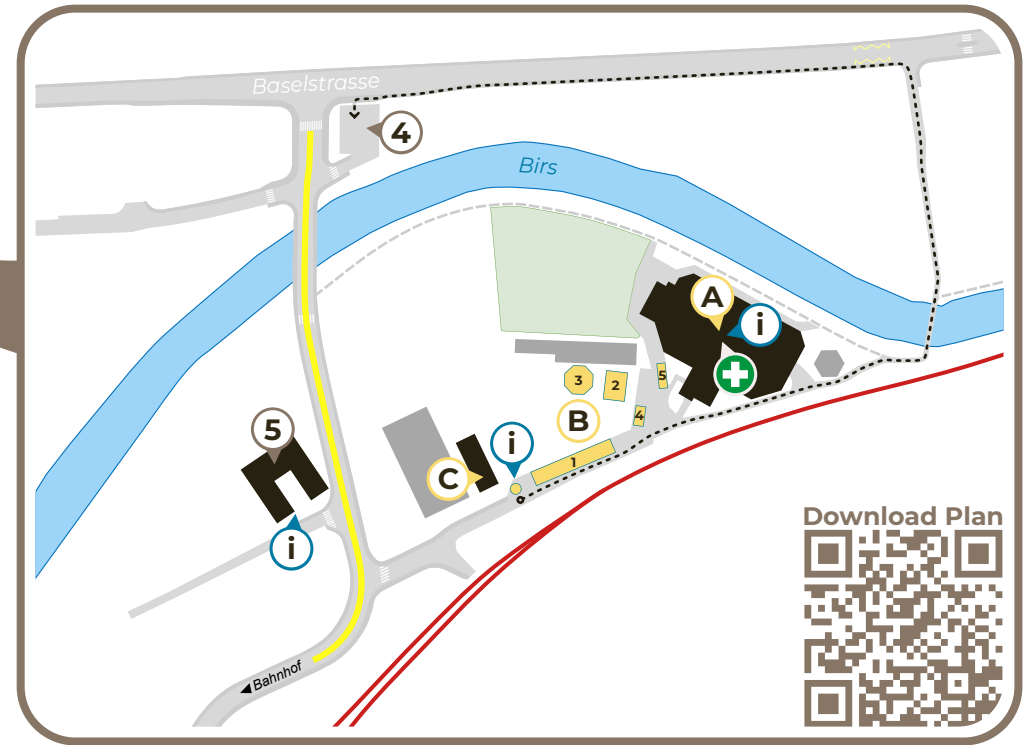 Baselstrasse
4
Birs
A
i
5
3
2
4
B
5
i
1
C
i
Download Plan
Bahnhof